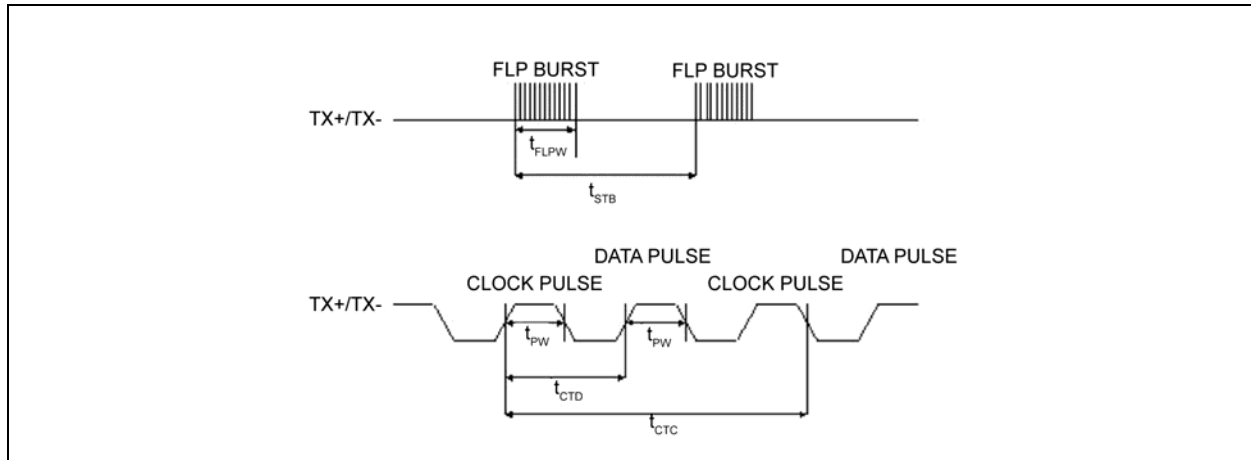 FLP BURST FLP BURST
TX+/TX-
tFLPW
tSTB
DATA PULSE DATA PULSE
CLOCK PULSE CLOCK PULSE
TX+/TX-
tPW tPW
tCTD
tCTC